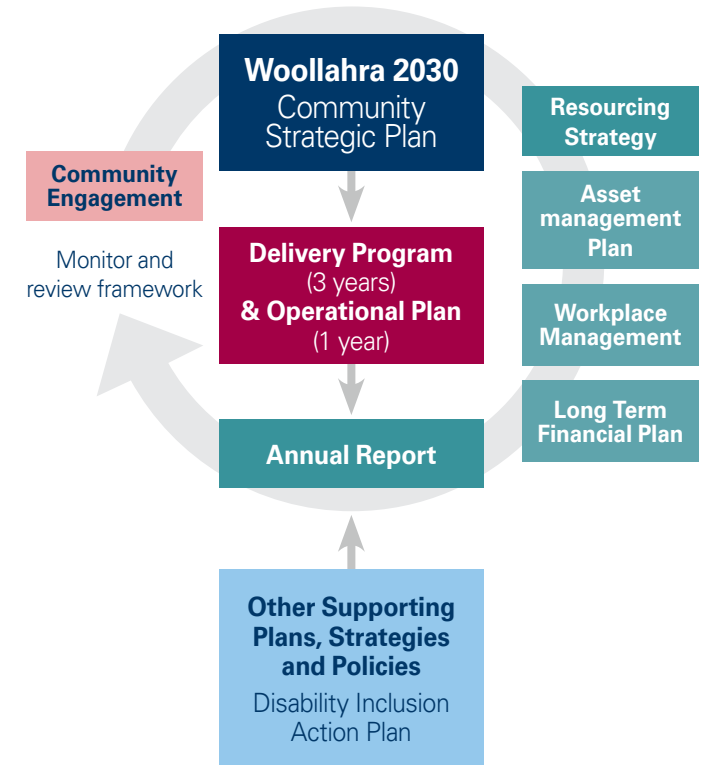 Woollahra 2030
Community
Strategic Plan
Resourcing
Strategy
Community
Engagement
Asset
management
Plan
Monitor and
review framework
Delivery Program
(3 years)
& Operational Plan
(1 year)
Workplace
Management
Long Term
Financial Plan
Annual Report
Other Supporting
Plans, Strategies
and Policies
Disability Inclusion
Action Plan